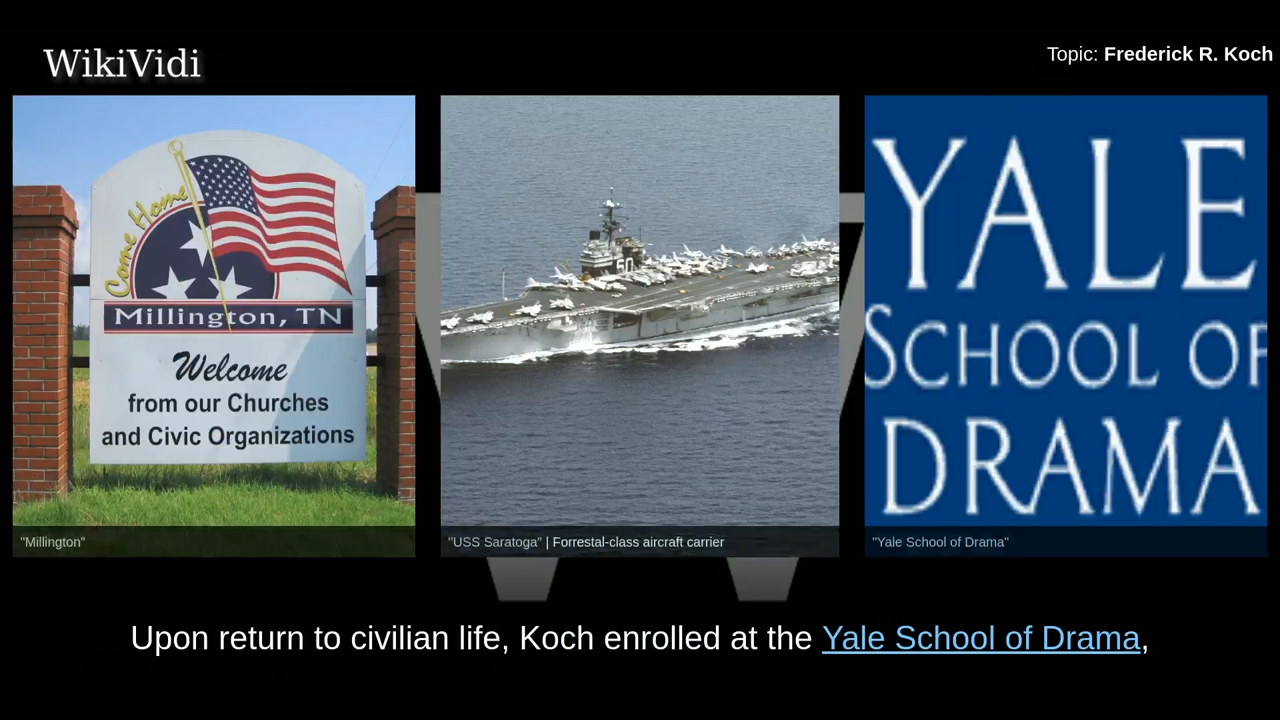 WikiVidi
Topic: Frederick R. Koch
Come Home
Millington, TN
Welcome
from our Churches
and Civic Organizations
"Millington"
50
"USS Saratoga" | Forrestal-class aircraft carrier
YALE
SCHOOL OF
DRAMA
"Yale School of Drama"
Upon return to civilian life, Koch enrolled at the Yale School of Drama,